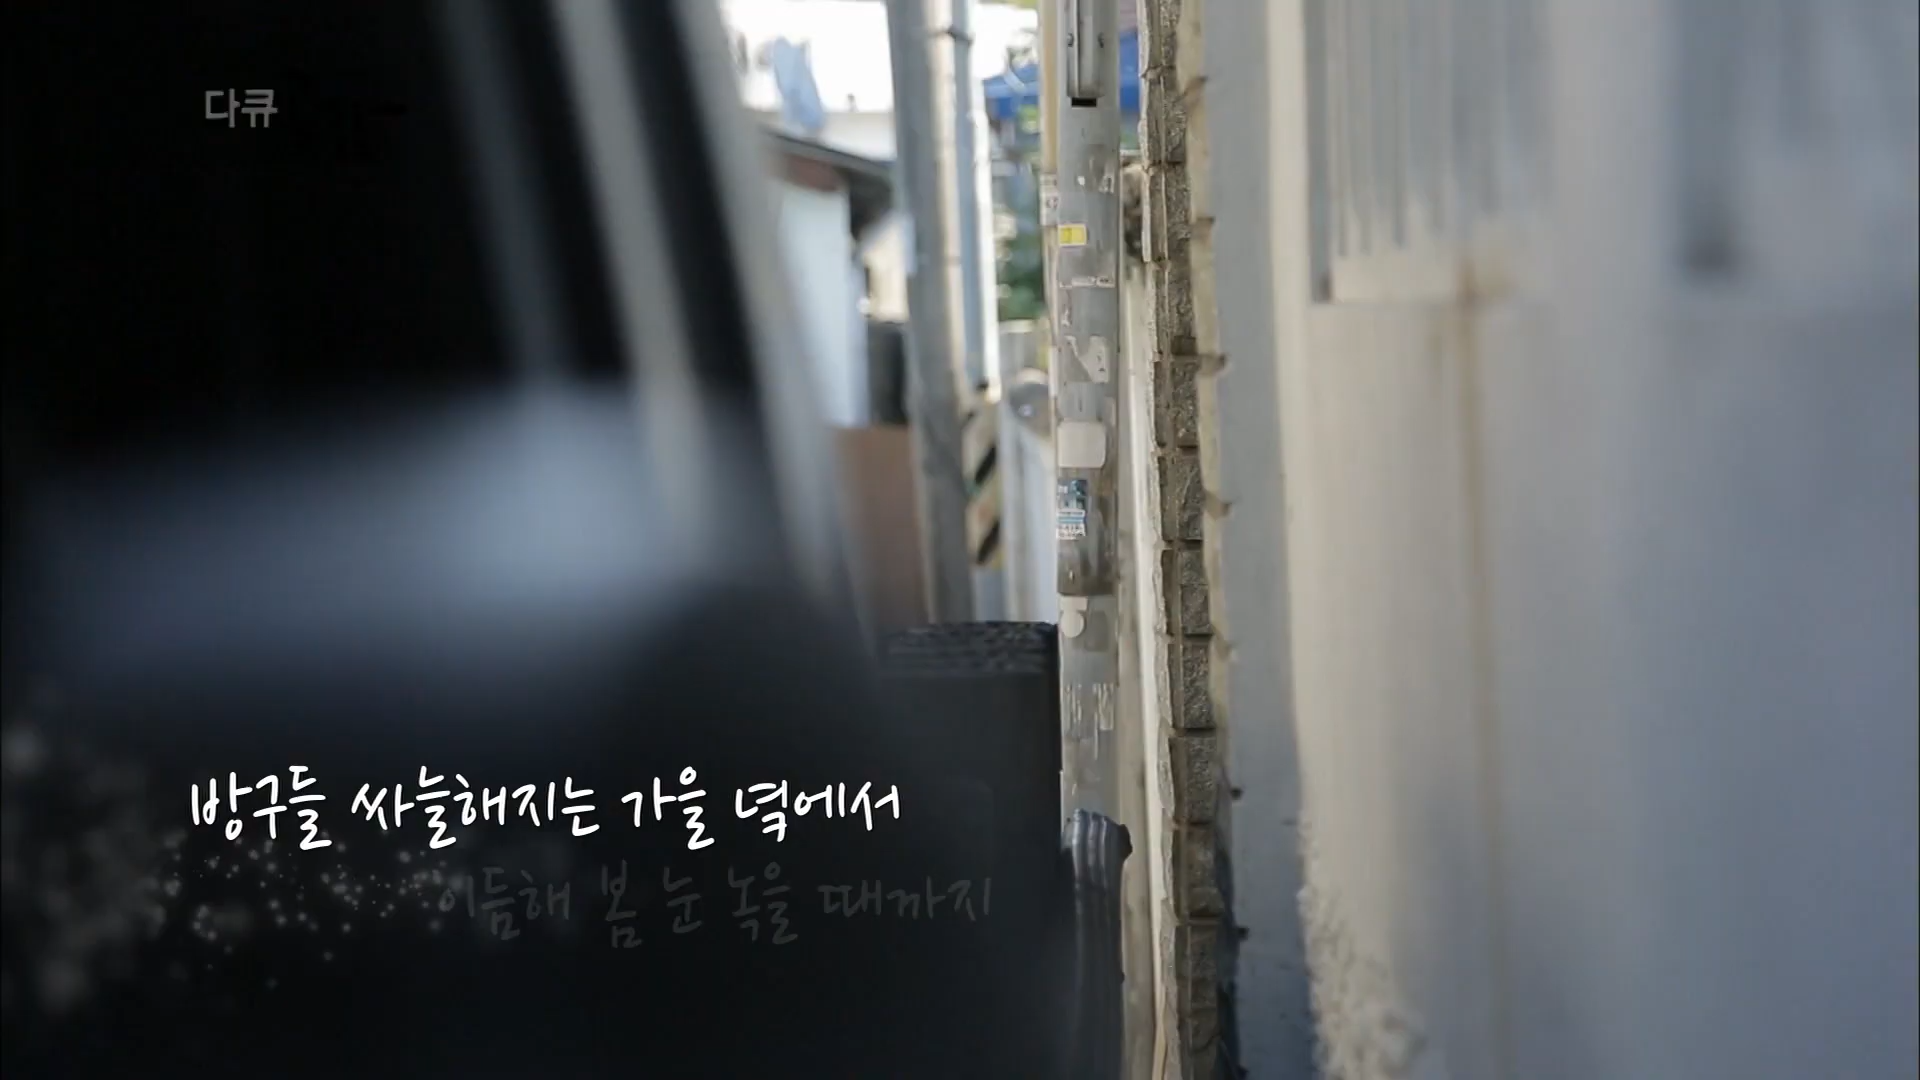 다큐
방구들 싸늘해지는 가을 녘에서
이듬해 봄 눈 녹을 때까지